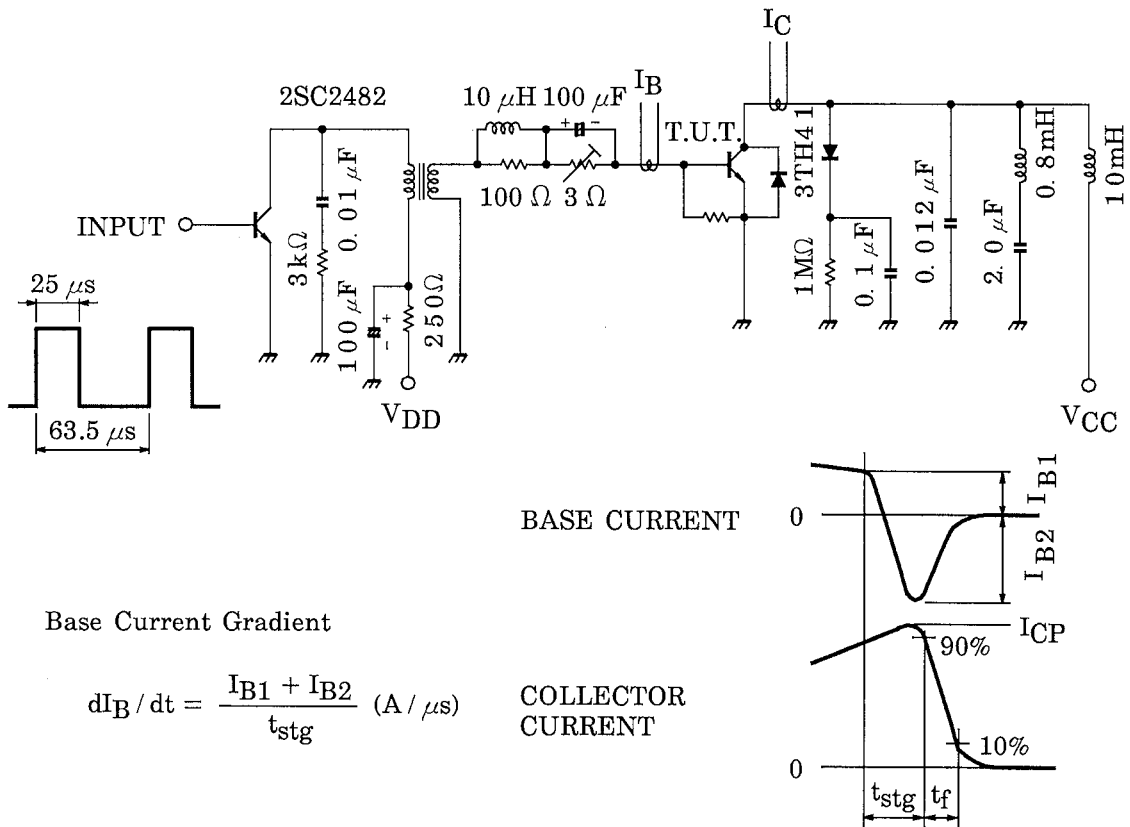 I_C
2SC2482
10 μH 100 μF
I_B
T.U.T.
3TH41
100 Ω 3 Ω
INPUT
3kΩ
0.01 μF
100 μF
+
−
+
−
250Ω
V_DD
1MΩ
0.1 μF
0.012 μF
2.0 μF
0.8mH
10mH
V_CC
25 μs
63.5 μs
BASE CURRENT
0
I_B1
I_B2
Base Current Gradient
dI_B / dt = (I_B1 + I_B2) / t_stg (A / μs)
COLLECTOR
CURRENT
I_CP
90%
10%
0
t_stg
t_f